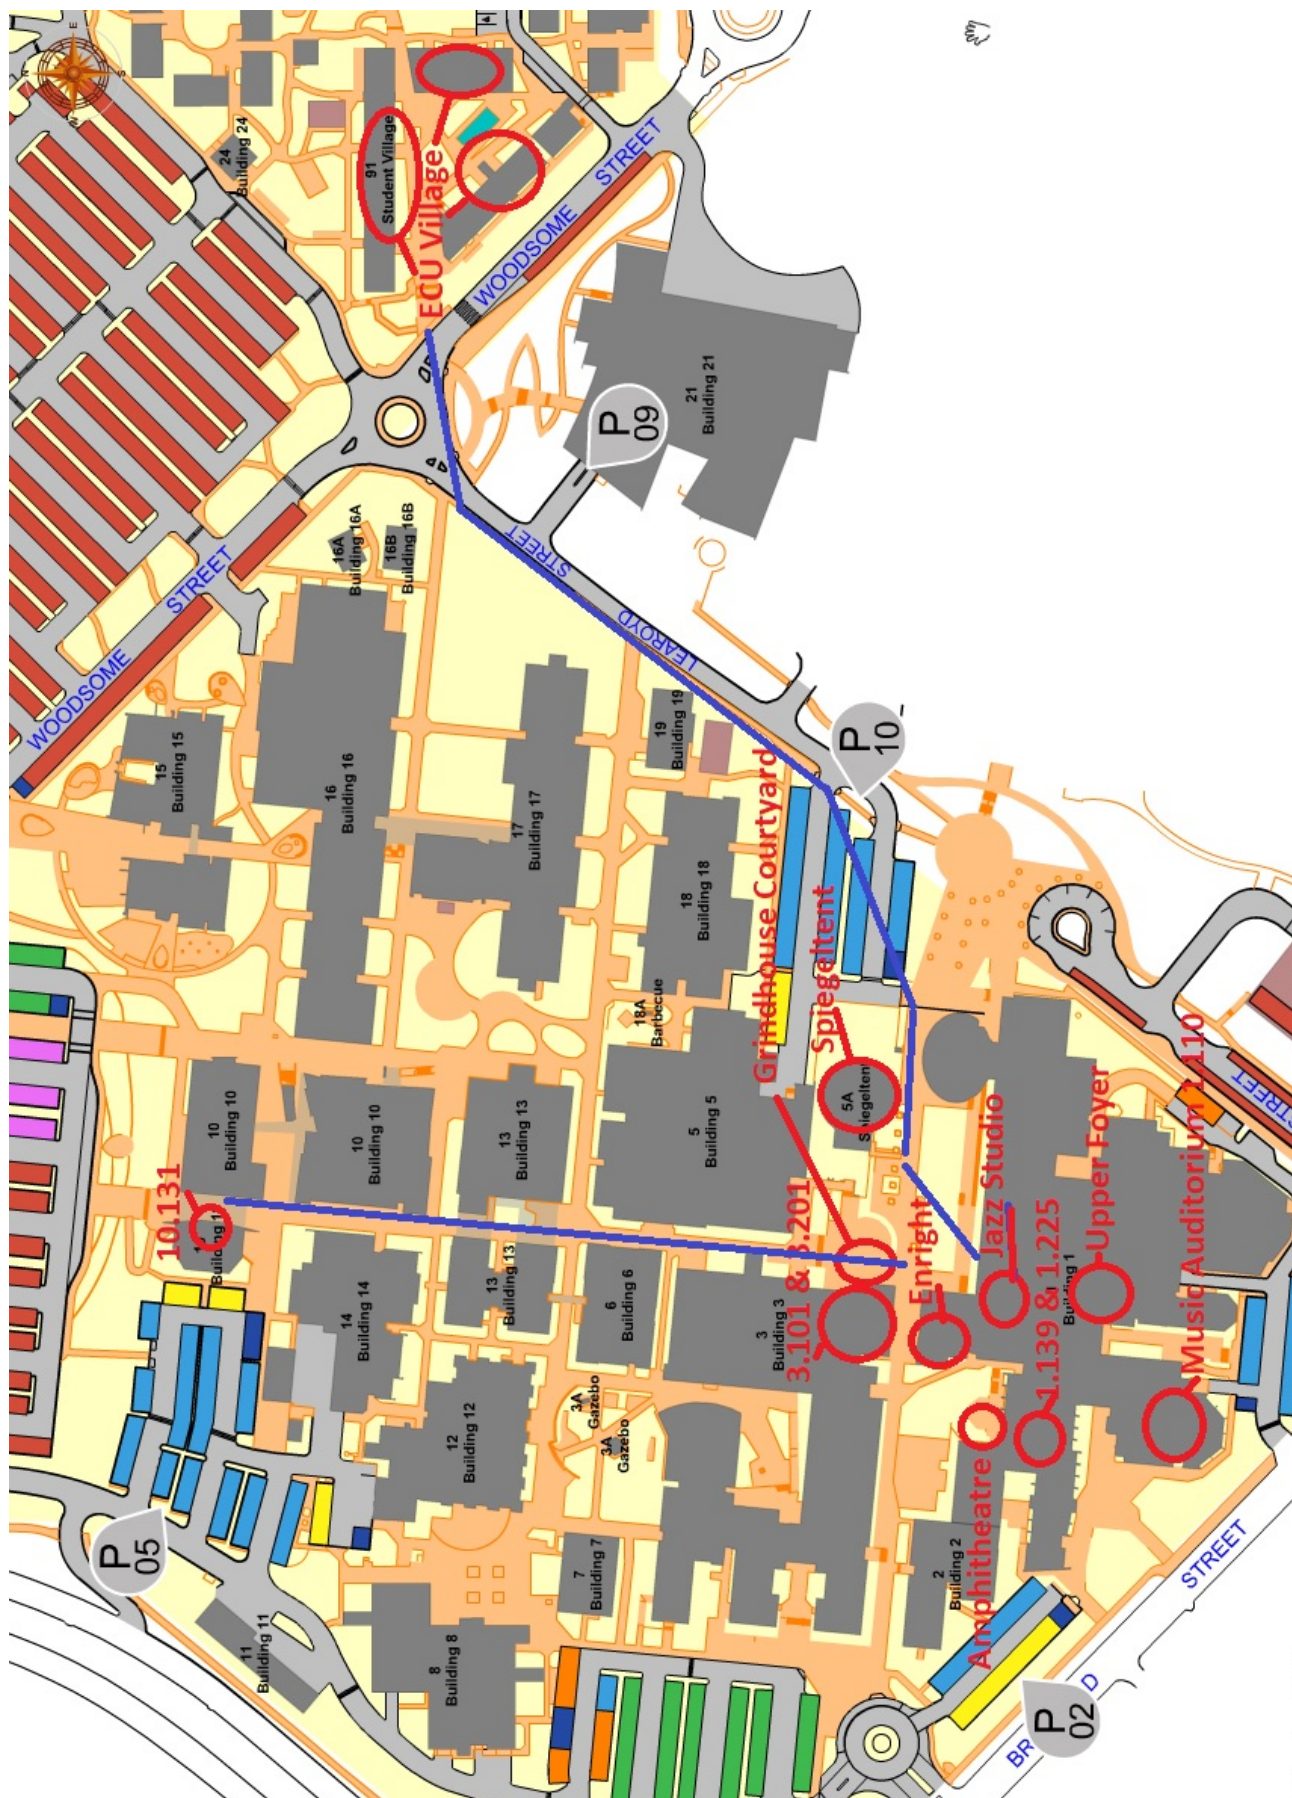 E
N
S
W
24
Building 24
91
Student Village
ECU Village
WOODSOME
STREET
21
Building 21
P
09
16A
Building 16A
16B
Building 16B
WOODSOME
STREET
STREET
LEAROYD
15
Building 15
16
Building 16
17
Building 17
19
Building 19
18
Building 18
P
10
18A
Barbecue
Grindhouse Courtyard
Spiegeltent
5A
Spiegeltent
5
Building 5
10
Building 10
10
Building 10
13
Building 13
10.131
14
Building 14
13
Building 13
6
Building 6
3
Building 3
3.101 & 3.201
Enright
Jazz Studio
1.139 & 1.225
Building 1
Upper Foyer
Music Auditorium 1.110
STREET
12
Building 12
3A
Gazebo
3A
Gazebo
Amphitheatre
P
05
11
Building 11
8
Building 8
7
Building 7
2
Building 2
P
02
STREET